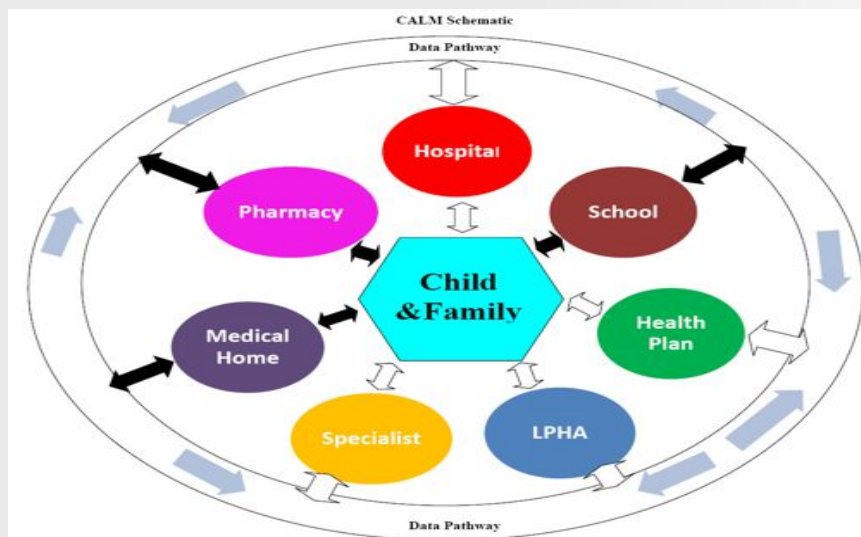 CALM Schematic
Data Pathway
Hospital
Pharmacy
School
Child
&Family
Medical
Home
Health
Plan
Specialist
LPHA
Data Pathway